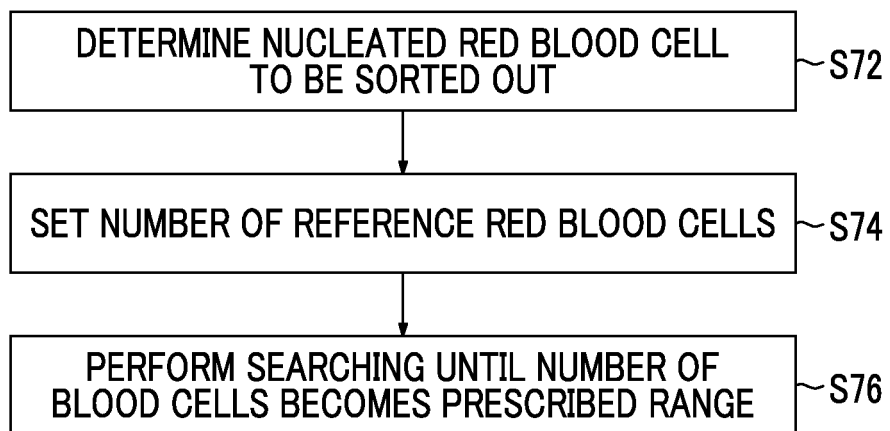 DETERMINE NUCLEATED RED BLOOD CELL
TO BE SORTED OUT
S72
SET NUMBER OF REFERENCE RED BLOOD CELLS
S74
PERFORM SEARCHING UNTIL NUMBER OF
BLOOD CELLS BECOMES PRESCRIBED RANGE
S76